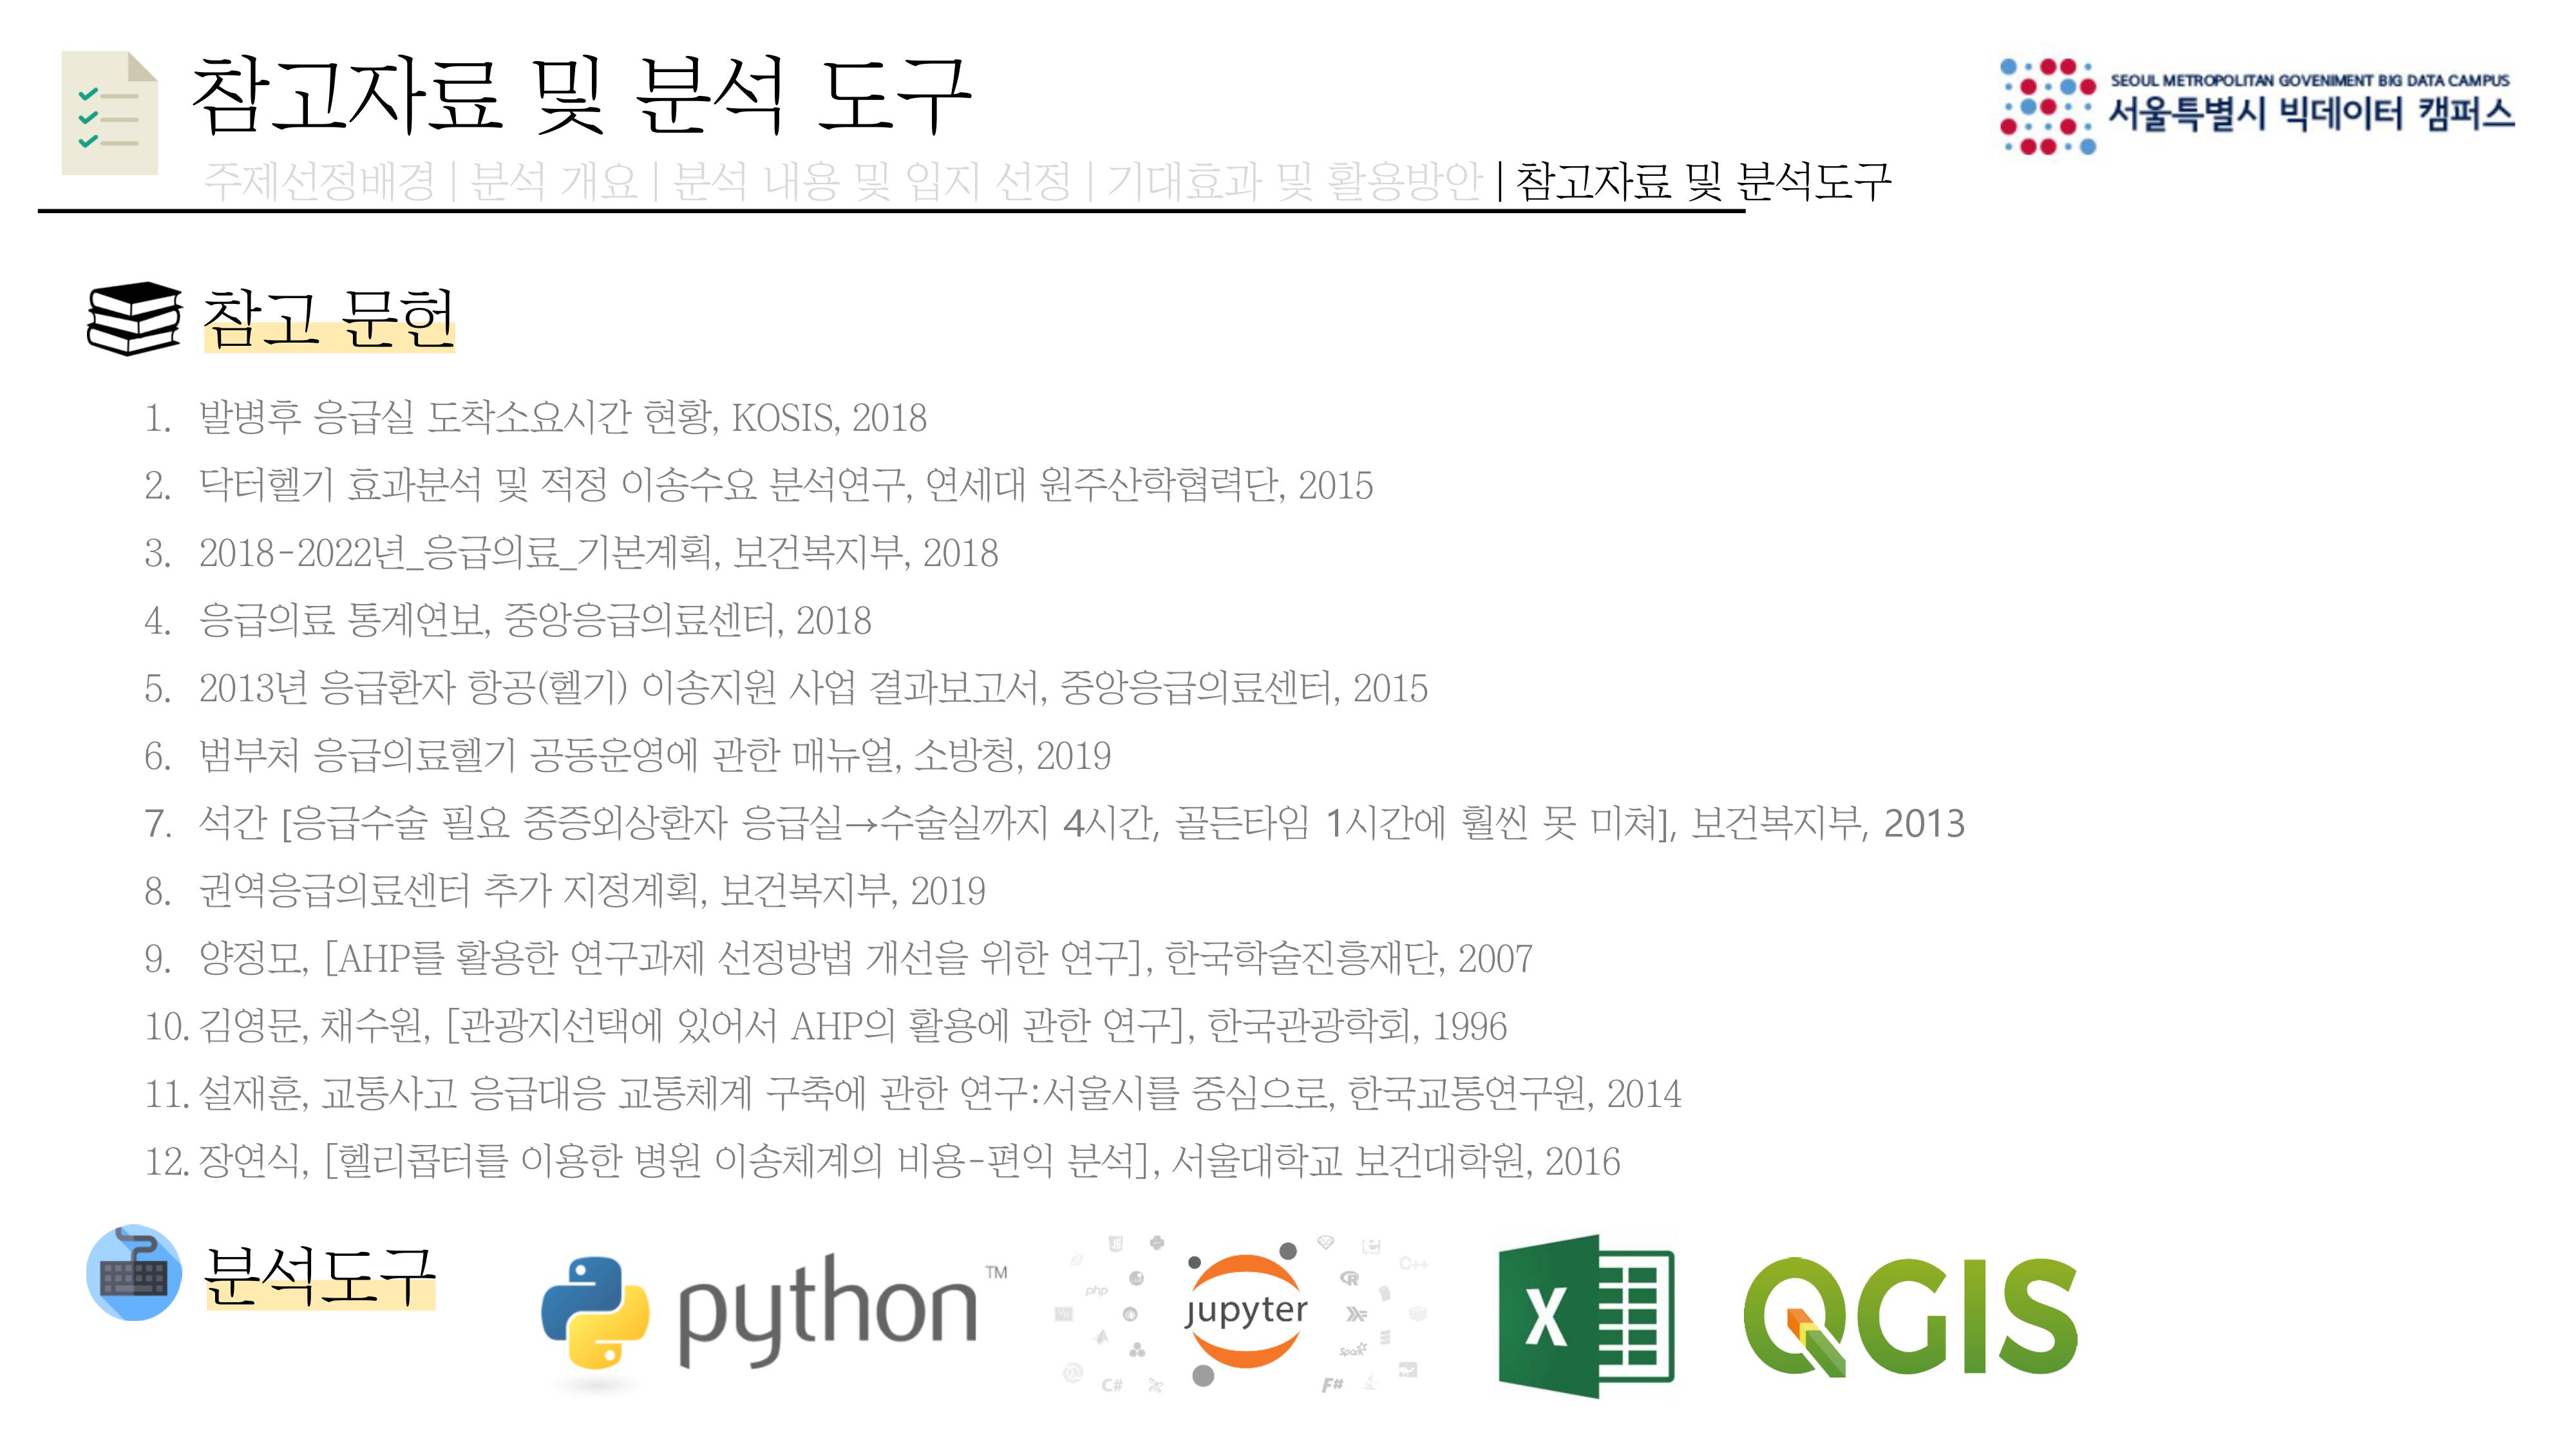 참고자료 및 분석 도구
SEOUL METROPOLITAN GOVENIMENT BIG DATA CAMPUS
서울특별시 빅데이터 캠퍼스
주제선정배경 | 분석 개요 | 분석 내용 및 입지 선정 | 기대효과 및 활용방안 | 참고자료 및 분석도구
참고 문헌
1. 발병후 응급실 도착소요시간 현황, KOSIS, 2018
2. 닥터헬기 효과분석 및 적정 이송수요 분석연구, 연세대 원주산학협력단, 2015
3. 2018-2022년_응급의료_기본계획, 보건복지부, 2018
4. 응급의료 통계연보, 중앙응급의료센터, 2018
5. 2013년 응급환자 항공(헬기) 이송지원 사업 결과보고서, 중앙응급의료센터, 2015
6. 범부처 응급의료헬기 공동운영에 관한 매뉴얼, 소방청, 2019
7. 석간 [응급수술 필요 중증외상환자 응급실→수술실까지 4시간, 골든타임 1시간에 훨씬 못 미쳐], 보건복지부, 2013
8. 권역응급의료센터 추가 지정계획, 보건복지부, 2019
9. 양정모, [AHP를 활용한 연구과제 선정방법 개선을 위한 연구], 한국학술진흥재단, 2007
10. 김영문, 채수원, [관광지선택에 있어서 AHP의 활용에 관한 연구], 한국관광학회, 1996
11. 설재훈, 교통사고 응급대응 교통체계 구축에 관한 연구:서울시를 중심으로, 한국교통연구원, 2014
12. 장연식, [헬리콥터를 이용한 병원 이송체계의 비용-편익 분석], 서울대학교 보건대학원, 2016
분석도구
python™
php
C#
jupyter
R
Spark
F#
C++
X
QGIS